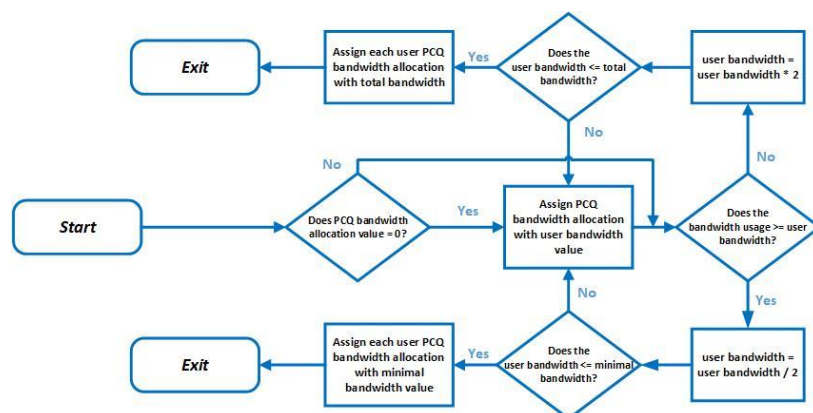 Exit
Assign each user PCQ
bandwidth allocation
with total bandwidth
Yes
Does the
user bandwidth <= total
bandwidth?
user bandwidth =
user bandwidth * 2
No
No
No
Start
Does PCQ bandwidth
allocation value = 0?
Yes
Assign PCQ
bandwidth allocation
with user bandwidth
value
Does the
bandwidth usage >= user
bandwidth?
No
Yes
Exit
Assign each user PCQ
bandwidth allocation
with minimal
bandwidth value
Yes
Does the
user bandwidth <= minimal
bandwidth?
user bandwidth =
user bandwidth / 2